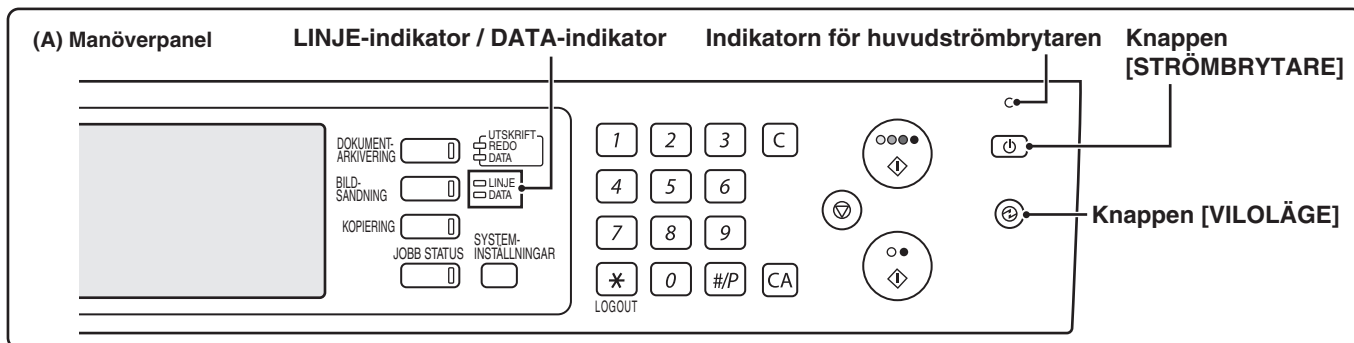 (A) Manöverpanel
LINJE-indikator / DATA-indikator
Indikatorn för huvudströmbrytaren
Knappen
[STRÖMBRYTARE]
DOKUMENT-
ARKIVERING
UTSKRIFT
REDO
DATA
BILD-
SÄNDNING
LINJE
DATA
KOPIERING
JOBB STATUS
SYSTEM-
INSTÄLLNINGAR
1 2 3 C
4 5 6
7 8 9
* 0 #/P CA
LOGOUT
Knappen [VILOLÄGE]